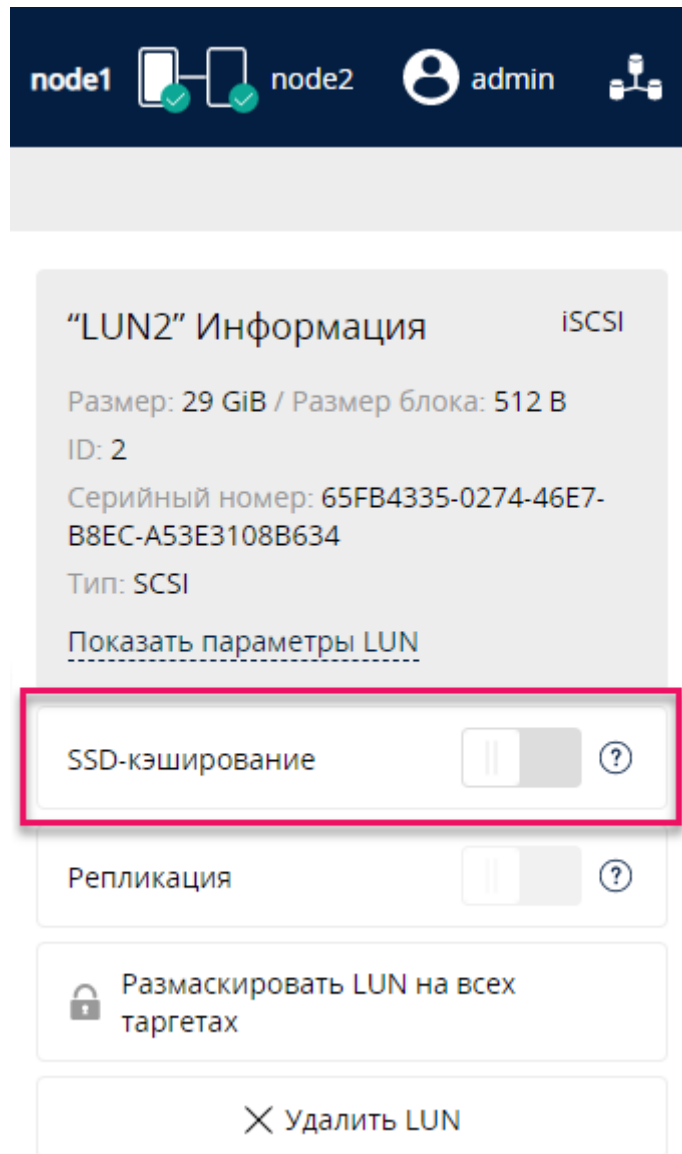 node1 node2 admin
“LUN2” Информация iSCSI
Размер: 29 GiB / Размер блока: 512 B
ID: 2
Серийный номер: 65FB4335-0274-46E7-
B8EC-A53E3108B634
Тип: SCSI
Показать параметры LUN
SSD-кэширование ?
Репликация ?
Размаскировать LUN на всех
таргетах
Удалить LUN